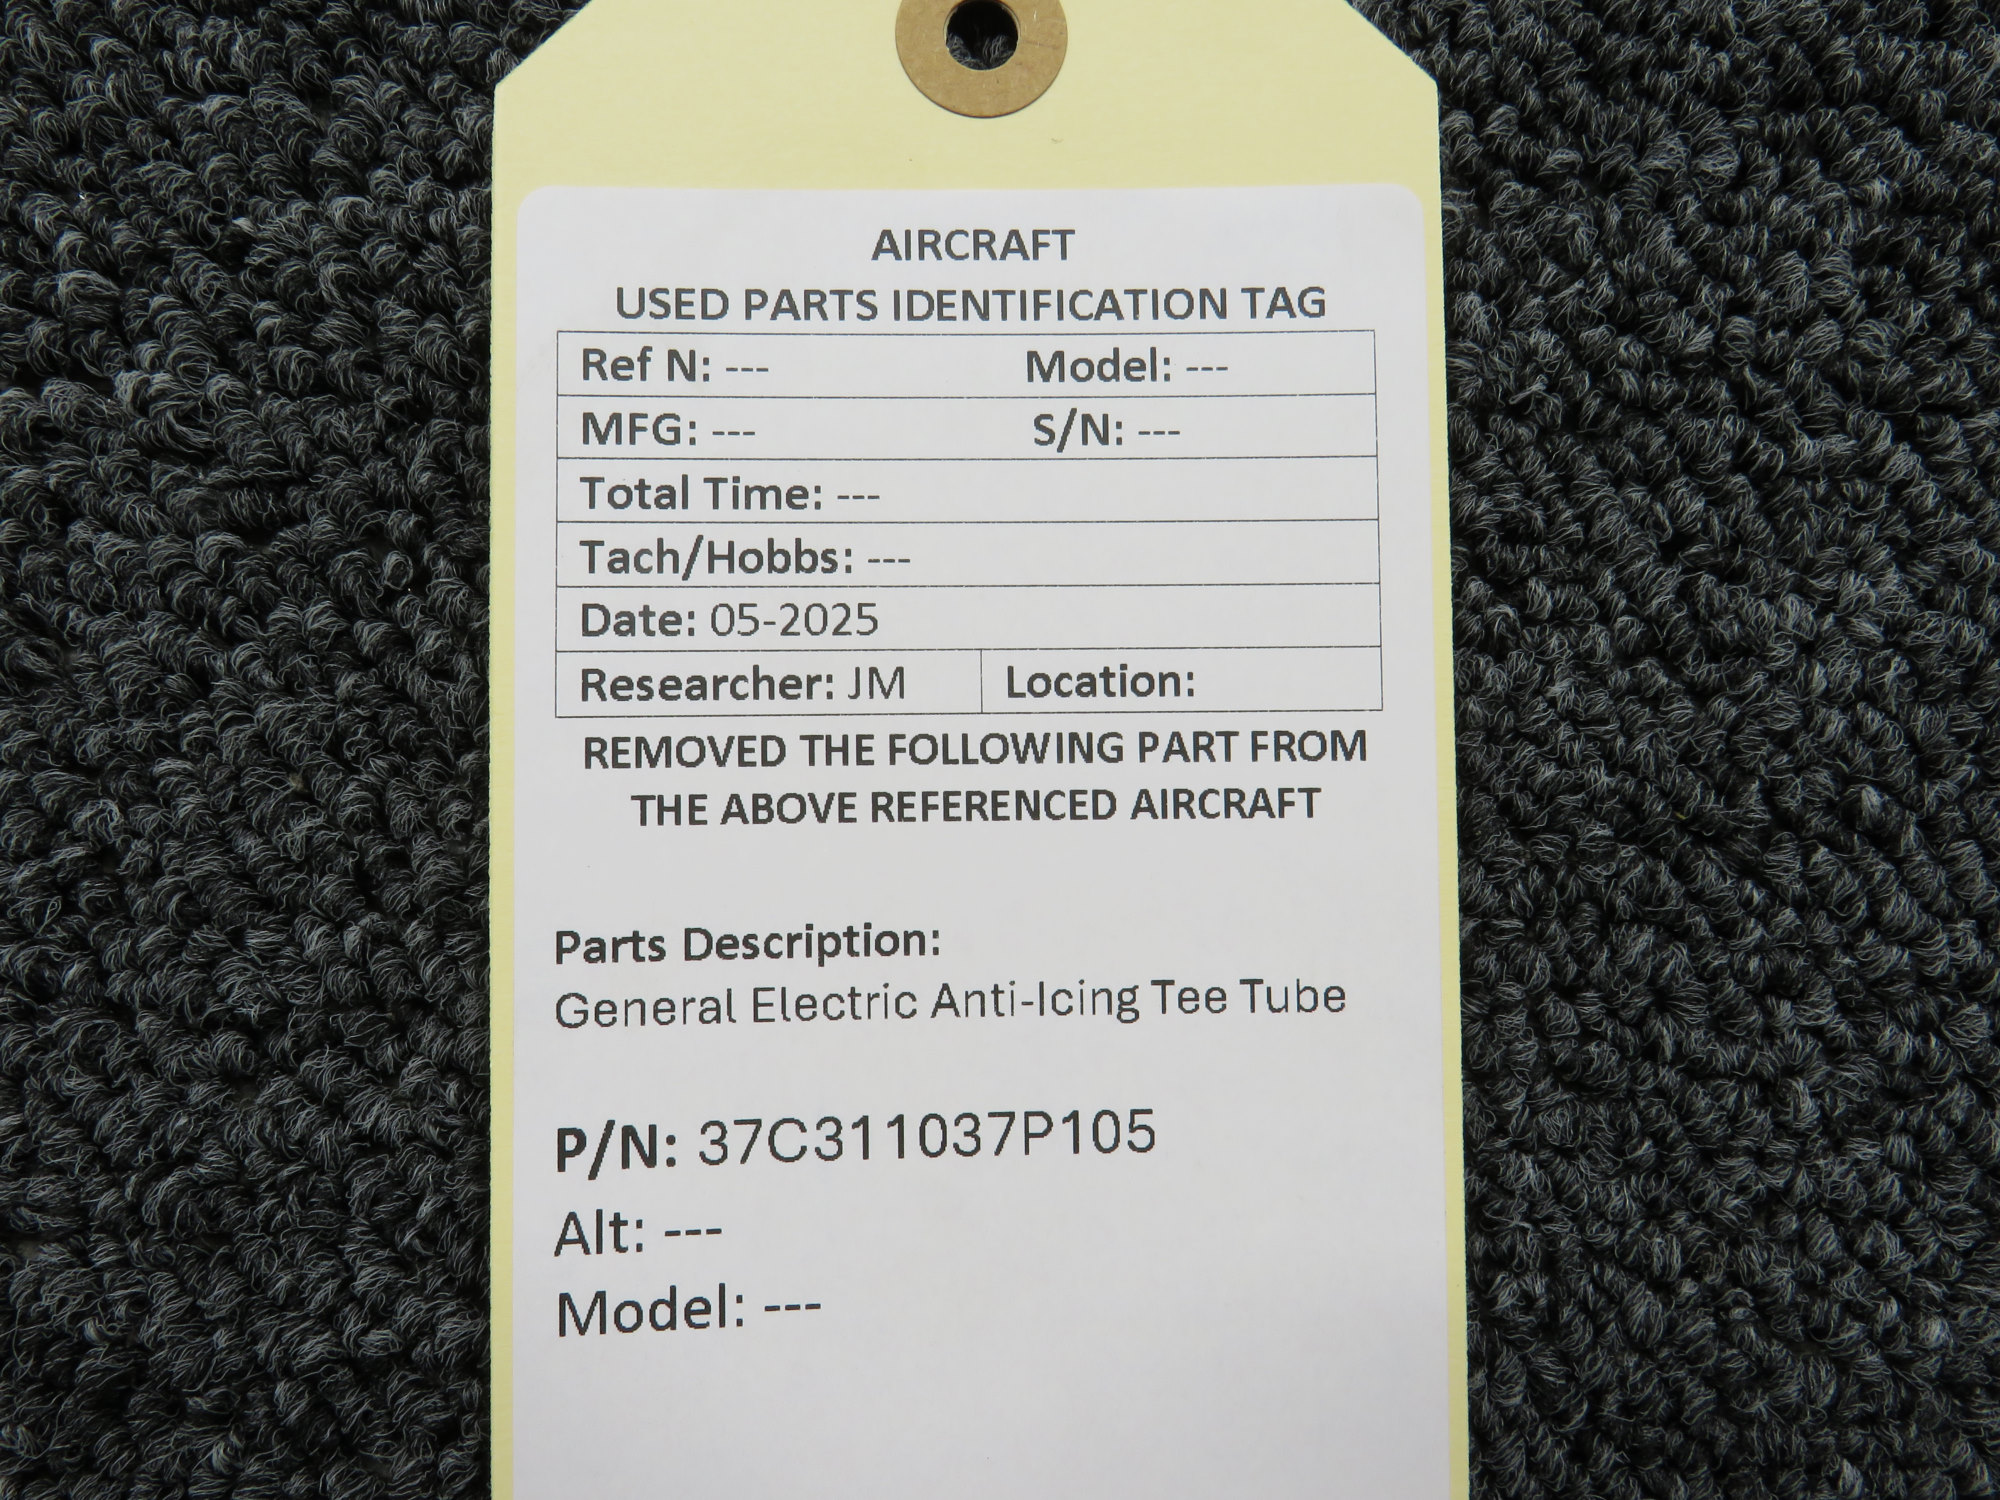 AIRCRAFT
USED PARTS IDENTIFICATION TAG
Ref N: --- Model: ---
MFG: --- S/N: ---
Total Time: ---
Tach/Hobbs: ---
Date: 05-2025
Researcher: JM Location:
REMOVED THE FOLLOWING PART FROM
THE ABOVE REFERENCED AIRCRAFT
Parts Description:
General Electric Anti-Icing Tee Tube
P/N: 37C311037P105
Alt: ---
Model: ---